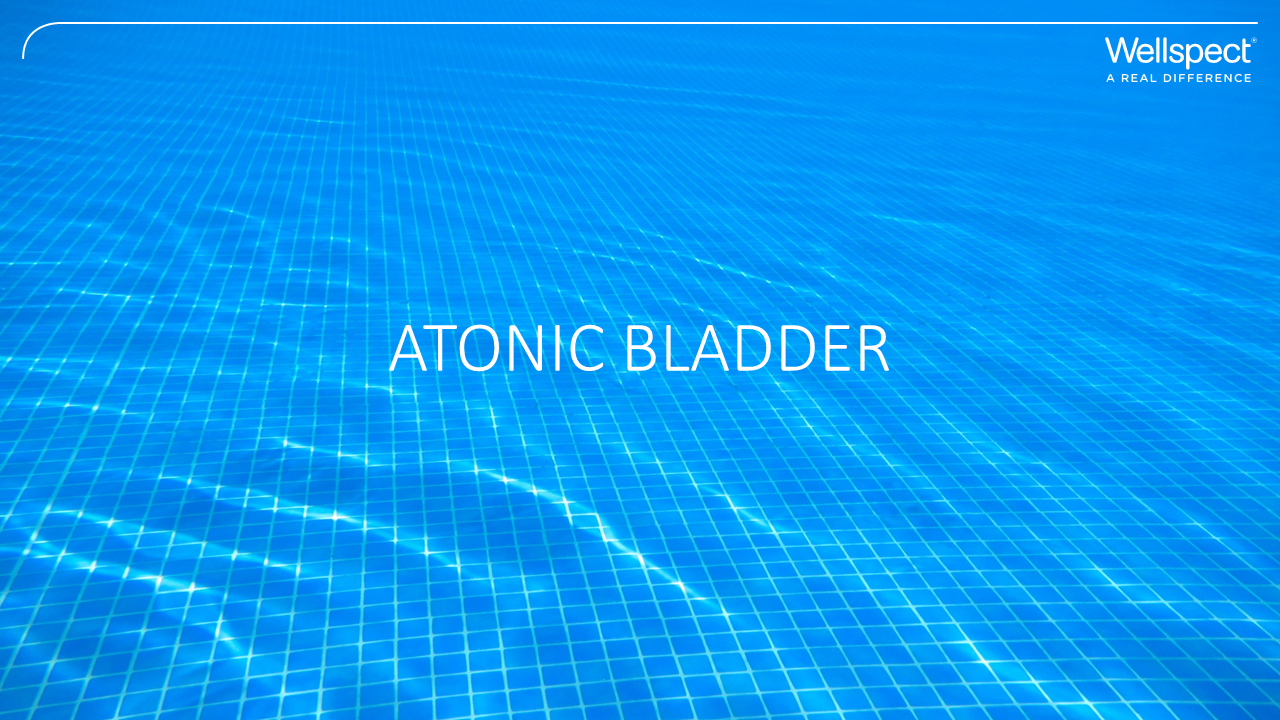 Wellspect®
A REAL DIFFERENCE
ATONIC BLADDER